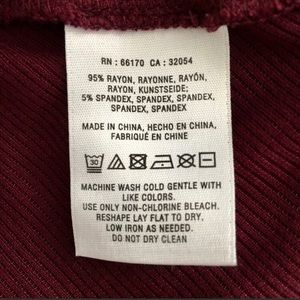 RN : 66170 CA : 32054
95% RAYON, RAYONNE, RAYÓN,
RAYON, KUNSTSEIDE;
5% SPANDEX, SPANDEX, SPANDEX,
SPANDEX, SPANDEX
MADE IN CHINA, HECHO EN CHINA,
FABRIQUÉ EN CHINE
30
MACHINE WASH COLD GENTLE WITH
LIKE COLORS.
USE ONLY NON-CHLORINE BLEACH.
RESHAPE LAY FLAT TO DRY.
LOW IRON AS NEEDED.
DO NOT DRY CLEAN